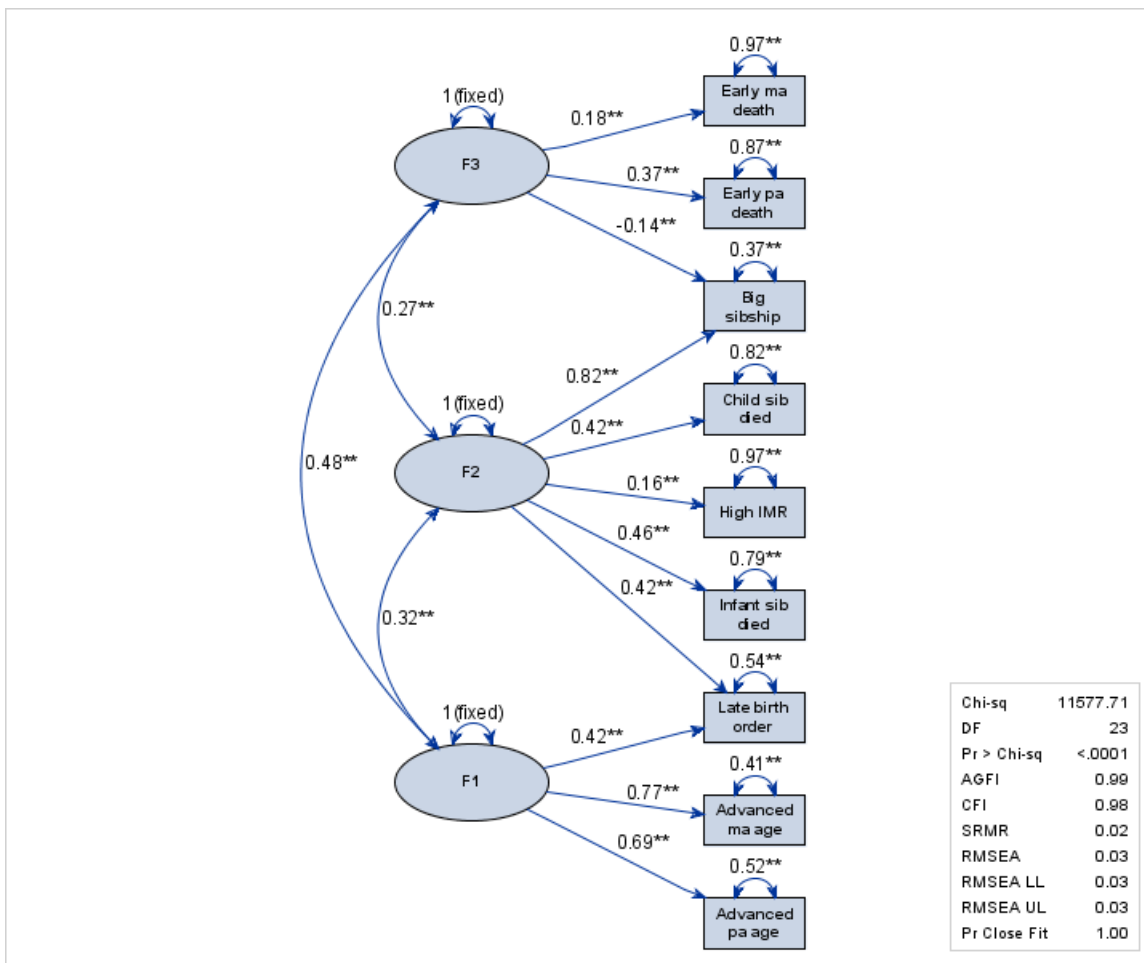 0.97**
Early ma
death
1(fixed)
0.18**
F3
0.87**
0.37**
Early pa
death
-0.14**
0.37**
Big
sibship
0.27**
0.82**
0.82**
Child sib
died
1(fixed)
0.42**
0.48**
F2
0.97**
0.16**
High IMR
0.46**
0.79**
0.42**
Infant sib
died
0.32**
0.54**
Late birth
order
1(fixed)
0.42**
F1
0.41**
0.77**
Advanced
ma age
0.69**
0.52**
Advanced
pa age
Chi-sq 11577.71
DF 23
Pr > Chi-sq <.0001
AGFI 0.99
CFI 0.98
SRMR 0.02
RMSEA 0.03
RMSEA LL 0.03
RMSEA UL 0.03
Pr Close Fit 1.00